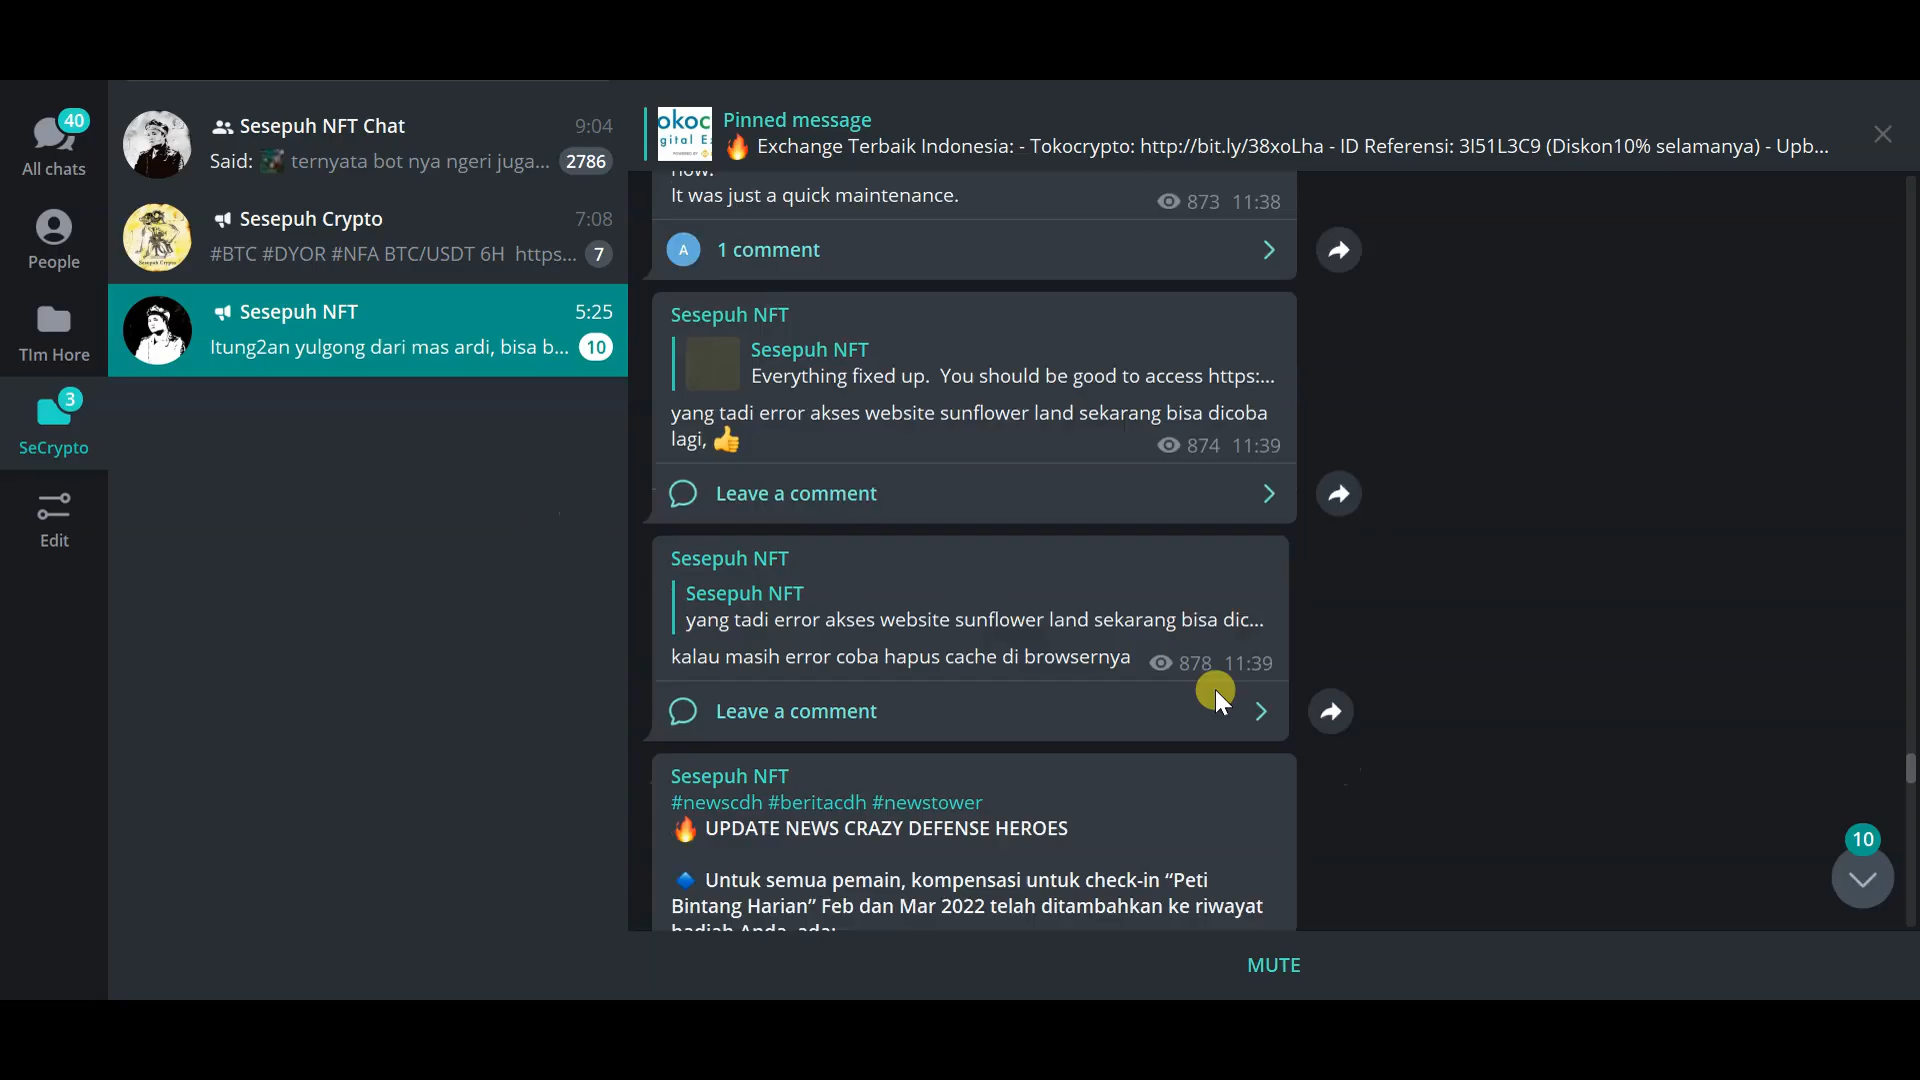 40
All chats
People
TIm Hore
3
SeCrypto
Edit
Sesepuh NFT Chat 9:04
Said: ternyata bot nya ngeri juga... 2786
Sesepuh Crypto 7:08
#BTC #DYOR #NFA BTC/USDT 6H https... 7
Sesepuh NFT 5:25
Itung2an yulgong dari mas ardi, bisa b... 10
okoc
gital E
Pinned message
🔥 Exchange Terbaik Indonesia: - Tokocrypto: http://bit.ly/38xoLha - ID Referensi: 3I51L3C9 (Diskon10% selamanya) - Upb...
now.
It was just a quick maintenance. 873 11:38
A 1 comment
Sesepuh NFT
Sesepuh NFT
Everything fixed up. You should be good to access https:...
yang tadi error akses website sunflower land sekarang bisa dicoba
lagi, 👍 874 11:39
Leave a comment
Sesepuh NFT
Sesepuh NFT
yang tadi error akses website sunflower land sekarang bisa dic...
kalau masih error coba hapus cache di browsernya 878 11:39
Leave a comment
Sesepuh NFT
#newscdh #beritacdh #newstower
🔥 UPDATE NEWS CRAZY DEFENSE HEROES
🔹 Untuk semua pemain, kompensasi untuk check-in “Peti
Bintang Harian” Feb dan Mar 2022 telah ditambahkan ke riwayat
hadiah Anda, ada:
10
MUTE